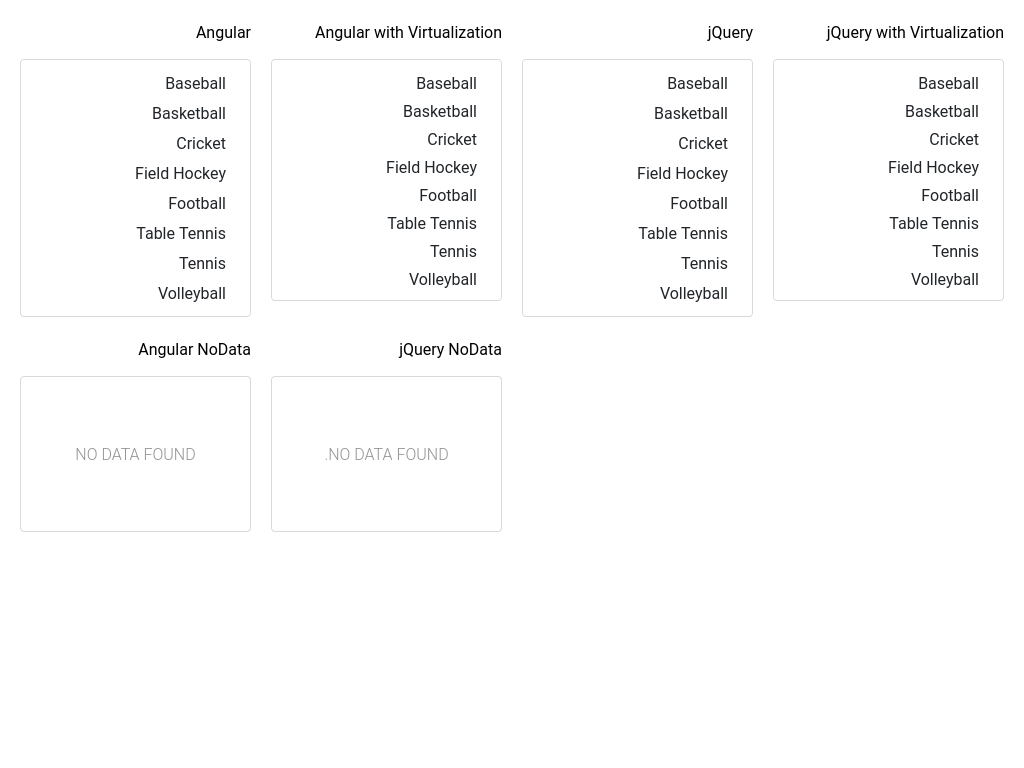 Angular
Baseball
Basketball
Cricket
Field Hockey
Football
Table Tennis
Tennis
Volleyball
Angular with Virtualization
Baseball
Basketball
Cricket
Field Hockey
Football
Table Tennis
Tennis
Volleyball
jQuery
Baseball
Basketball
Cricket
Field Hockey
Football
Table Tennis
Tennis
Volleyball
jQuery with Virtualization
Baseball
Basketball
Cricket
Field Hockey
Football
Table Tennis
Tennis
Volleyball
Angular NoData
NO DATA FOUND
jQuery NoData
.NO DATA FOUND